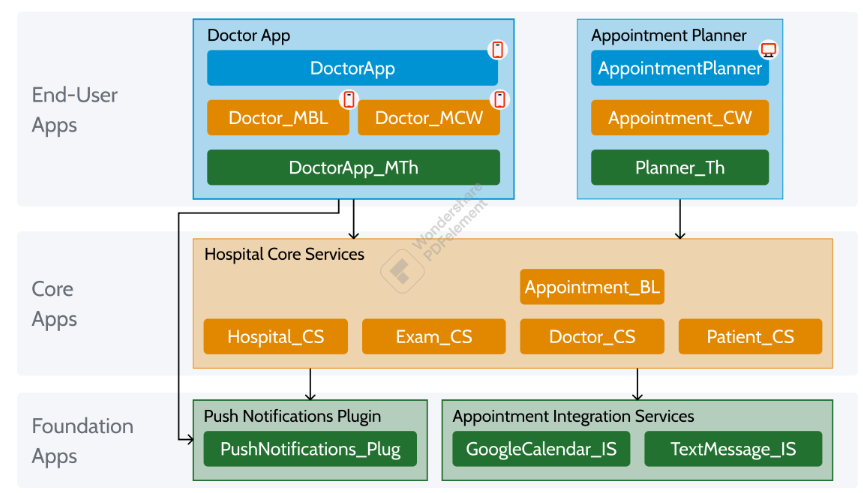 Doctor App
Appointment Planner
DoctorApp
AppointmentPlanner
End-User
Apps
Doctor_MBL
Doctor_MCW
Appointment_CW
DoctorApp_MTh
Planner_Th
Wondershare
PDFelement
Hospital Core Services
Core
Apps
Appointment_BL
Hospital_CS
Exam_CS
Doctor_CS
Patient_CS
Foundation
Apps
Push Notifications Plugin
Appointment Integration Services
PushNotifications_Plug
GoogleCalendar_IS
TextMessage_IS